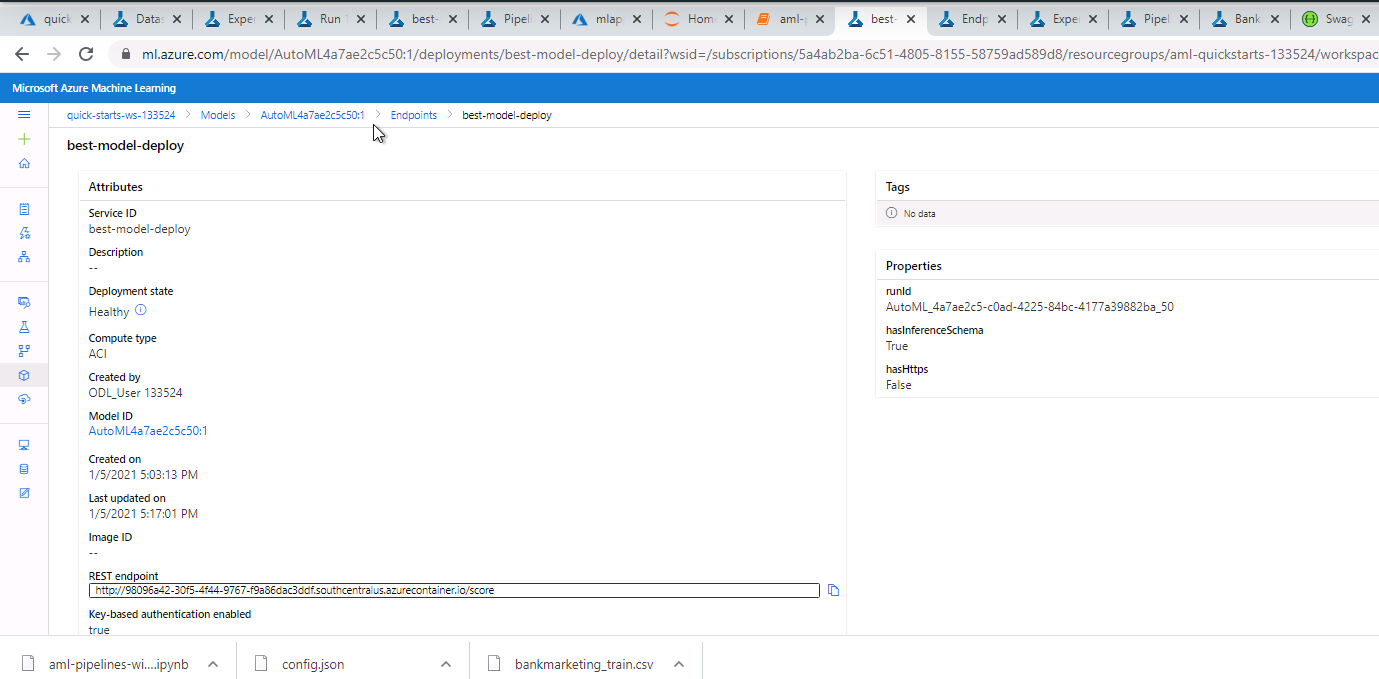 quick
Datas
Exper
Run
best-
Pipeli
mlap
Hom
aml-
best-
Endp
Expe
Pipel
Bank
Swag
ml.azure.com/model/AutoML4a7ae2c5c50:1/deployments/best-model-deploy/detail?wsid=/subscriptions/5a4ab2ba-6c51-4805-8155-58759ad589d8/resourcegroups/aml-quickstarts-133524/workspac
Microsoft Azure Machine Learning
quick-starts-ws-133524 > Models > AutoML4a7ae2c5c50:1 > Endpoints > best-model-deploy
best-model-deploy
Attributes
Service ID
best-model-deploy
Description
--
Deployment state
Healthy
Compute type
ACI
Created by
ODL_User 133524
Model ID
AutoML4a7ae2c5c50:1
Created on
1/5/2021 5:03:13 PM
Last updated on
1/5/2021 5:17:01 PM
Image ID
--
REST endpoint
http://98096a42-30f5-4f44-9767-f9a86dac3ddf.southcentralus.azurecontainer.io/score
Key-based authentication enabled
true
Tags
No data
Properties
runId
AutoML_4a7ae2c5-c0ad-4225-84bc-4177a39882ba_50
hasInferenceSchema
True
hasHttps
False
aml-pipelines-wi....ipynb
config.json
bankmarketing_train.csv